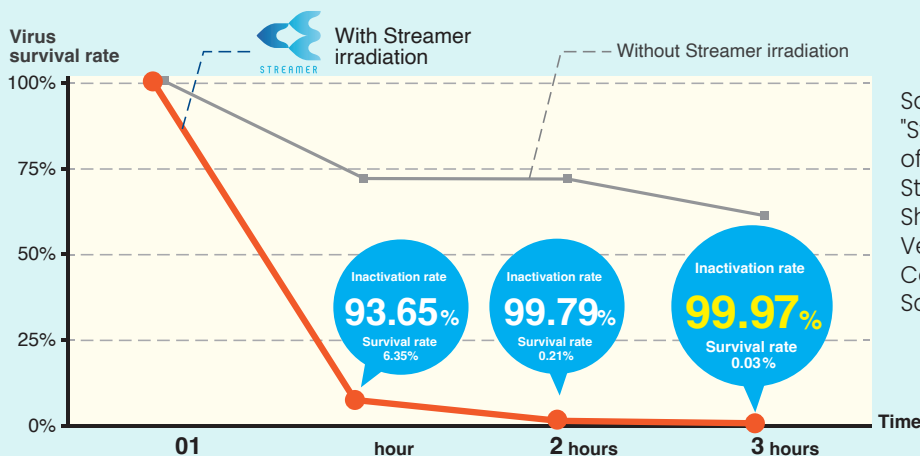 Virus
survival rate
STREAMER
With Streamer
irradiation
Without Streamer irradiation
100%
75%
50%
25%
0%
Inactivation rate
93.65%
Survival rate
6.35%
Inactivation rate
99.79%
Survival rate
0.21%
Inactivation rate
99.97%
Survival rate
0.03%
Time
01 hour 2 hours 3 hours
of